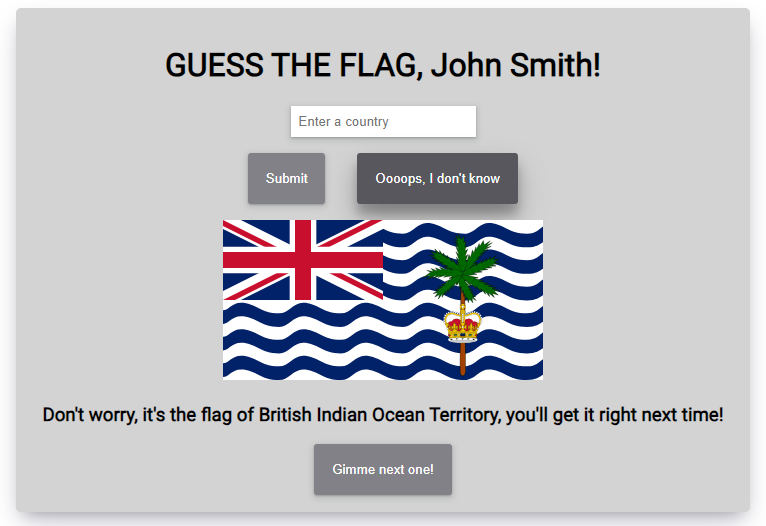 GUESS THE FLAG, John Smith!
Enter a country
Submit
Oooops, I don't know
Don't worry, it's the flag of British Indian Ocean Territory, you'll get it right next time!
Gimme next one!